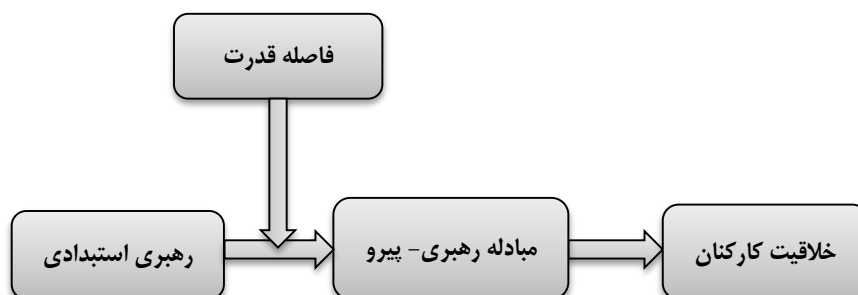 فاصله قدرت
رهبری استبدادی
مبادله رهبری- پیرو
خلاقیت کارکنان